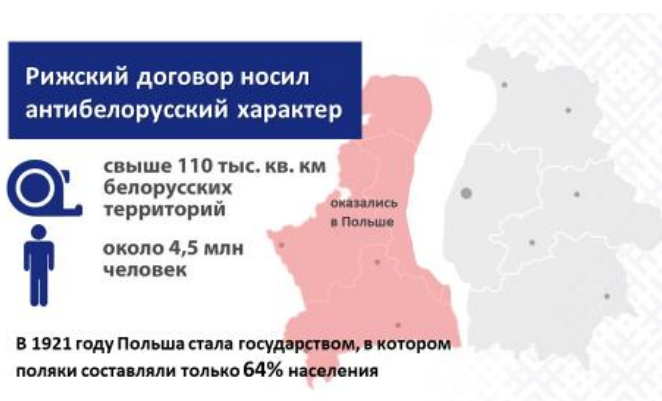 Рижский договор носил
антибелорусский характер
свыше 110 тыс. кв. км
белорусских
территорий
оказались
в Польше
около 4,5 млн
человек
В 1921 году Польша стала государством, в котором
поляки составляли только 64% населения